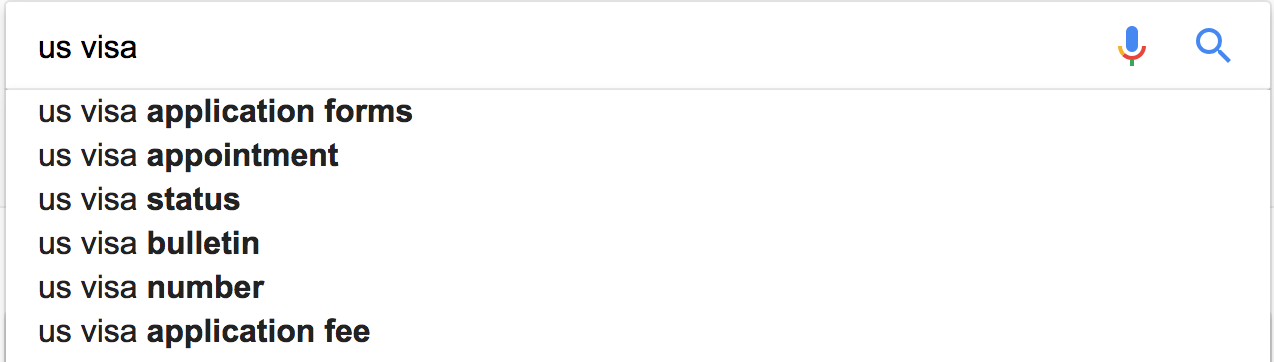 us visa
us visa application forms
us visa appointment
us visa status
us visa bulletin
us visa number
us visa application fee